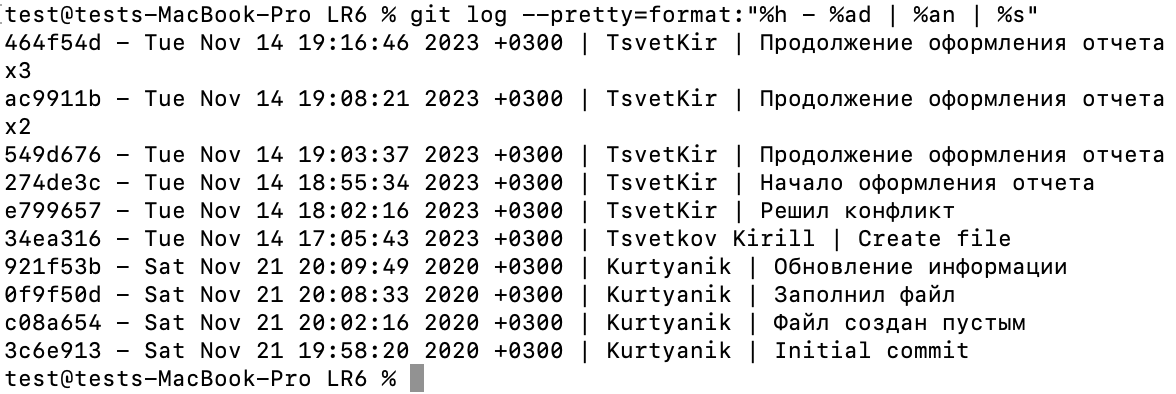 test@tests-MacBook-Pro LR6 % git log --pretty=format:"%h - %ad | %an | %s"
464f54d - Tue Nov 14 19:16:46 2023 +0300 | TsvetKir | Продолжение оформления отчета
x3
ac9911b - Tue Nov 14 19:08:21 2023 +0300 | TsvetKir | Продолжение оформления отчета
x2
549d676 - Tue Nov 14 19:03:37 2023 +0300 | TsvetKir | Продолжение оформления отчета
274de3c - Tue Nov 14 18:55:34 2023 +0300 | TsvetKir | Начало оформления отчета
e799657 - Tue Nov 14 18:02:16 2023 +0300 | TsvetKir | Решил конфликт
34ea316 - Tue Nov 14 17:05:43 2023 +0300 | Tsvetkov Kirill | Create file
921f53b - Sat Nov 21 20:09:49 2020 +0300 | Kurtyanik | Обновление информации
0f9f50d - Sat Nov 21 20:08:33 2020 +0300 | Kurtyanik | Заполнил файл
c08a654 - Sat Nov 21 20:02:16 2020 +0300 | Kurtyanik | Файл создан пустым
3c6e913 - Sat Nov 21 19:58:20 2020 +0300 | Kurtyanik | Initial commit
test@tests-MacBook-Pro LR6 %